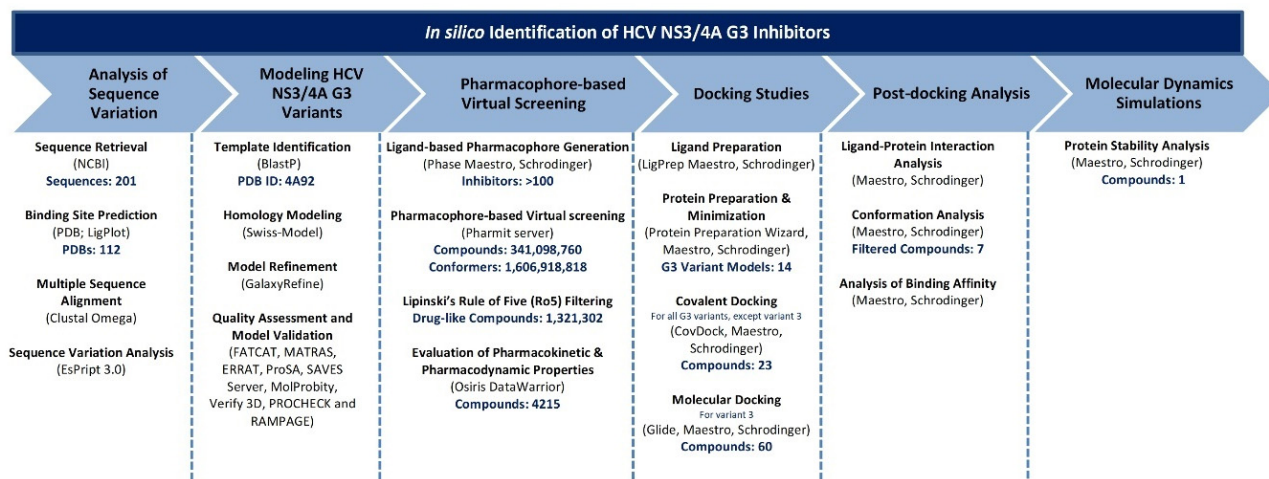 In silico Identification of HCV NS3/4A G3 Inhibitors
Analysis of
Sequence
Variation
Modeling HCV
NS3/4A G3
Variants
Pharmacophore-based
Virtual Screening
Docking Studies
Post-docking Analysis
Molecular Dynamics
Simulations
Sequence Retrieval
(NCBI)
Sequences: 201
Binding Site Prediction
(PDB; LigPlot)
PDBs: 112
Multiple Sequence
Alignment
(Clustal Omega)
Sequence Variation Analysis
(EsPript 3.0)
Template Identification
(BlastP)
PDB ID: 4A92
Homology Modeling
(Swiss-Model)
Model Refinement
(GalaxyRefine)
Quality Assessment and
Model Validation
(FATCAT, MATRAS,
ERRAT, ProSA, SAVES
Server, MolProbity,
Verify 3D, PROCHECK and
RAMPAGE)
Ligand-based Pharmacophore Generation
(Phase Maestro, Schrodinger)
Inhibitors: >100
Pharmacophore-based Virtual screening
(Pharmit server)
Compounds: 341,098,760
Conformers: 1,606,918,818
Lipinski's Rule of Five (Ro5) Filtering
Drug-like Compounds: 1,321,302
Evaluation of Pharmacokinetic &
Pharmacodynamic Properties
(Osiris DataWarrior)
Compounds: 4215
Ligand Preparation
(LigPrep Maestro, Schrodinger)
Protein Preparation &
Minimization
(Protein Preparation Wizard,
Maestro, Schrodinger)
G3 Variant Models: 14
Covalent Docking
For all G3 variants, except variant 3
(CovDock, Maestro,
Schrodinger)
Compounds: 23
Molecular Docking
For variant 3
(Glide, Maestro, Schrodinger)
Compounds: 60
Ligand-Protein Interaction
Analysis
(Maestro, Schrodinger)
Conformation Analysis
(Maestro, Schrodinger)
Filtered Compounds: 7
Analysis of Binding Affinity
(Maestro, Schrodinger)
Protein Stability Analysis
(Maestro, Schrodinger)
Compounds: 1